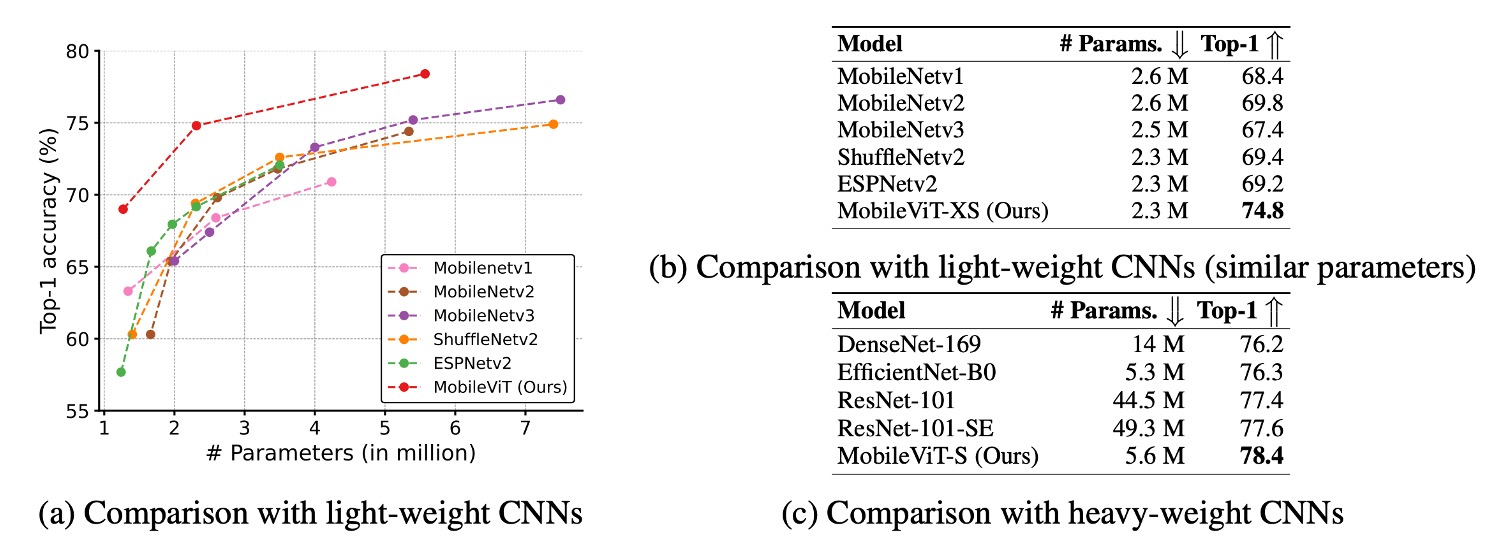 80
75
70
65
60
55
Top-1 accuracy (%)
Mobilenetv1
MobileNetv2
MobileNetv3
ShuffleNetv2
ESPNetv2
MobileViT (Ours)
1 2 3 4 5 6 7
# Parameters (in million)
(a) Comparison with light-weight CNNs
Model # Params. ⇓ Top-1 ⇑
MobileNetv1 2.6 M 68.4
MobileNetv2 2.6 M 69.8
MobileNetv3 2.5 M 67.4
ShuffleNetv2 2.3 M 69.4
ESPNetv2 2.3 M 69.2
MobileViT-XS (Ours) 2.3 M 74.8
(b) Comparison with light-weight CNNs (similar parameters)
Model # Params. ⇓ Top-1 ⇑
DenseNet-169 14 M 76.2
EfficientNet-B0 5.3 M 76.3
ResNet-101 44.5 M 77.4
ResNet-101-SE 49.3 M 77.6
MobileViT-S (Ours) 5.6 M 78.4
(c) Comparison with heavy-weight CNNs